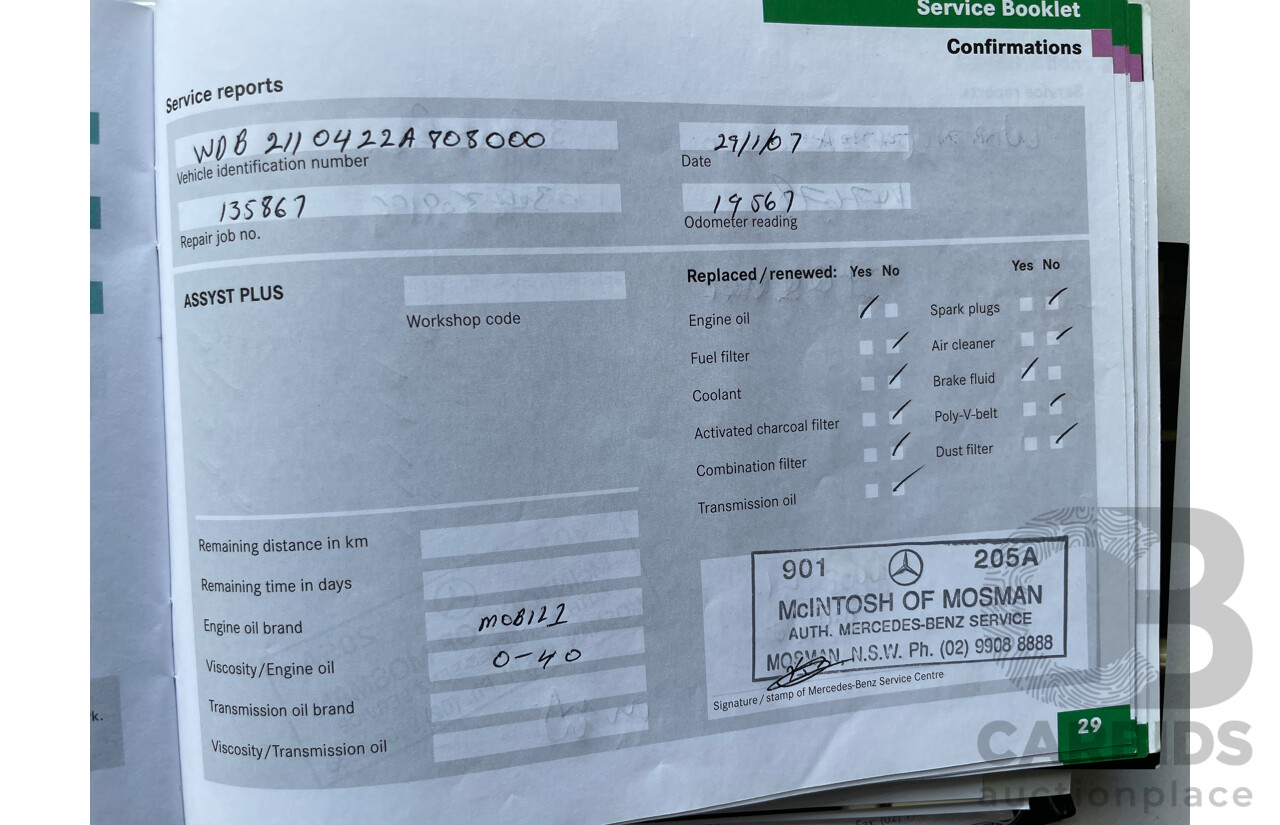 Service Booklet
Confirmations
Service reports
WDB 2110422A808000
Vehicle identification number
29/1/07
Date
135867
Repair job no.
19567
Odometer reading
ASSYST PLUS
Workshop code
Replaced/renewed: Yes No
Yes No
Engine oil
Spark plugs
Fuel filter
Air cleaner
Coolant
Brake fluid
Activated charcoal filter
Poly-V-belt
Combination filter
Dust filter
Transmission oil
Remaining distance in km
Remaining time in days
Engine oil brand
MOBIL1
Viscosity/Engine oil
0-40
Transmission oil brand
Viscosity/Transmission oil
901 205A
McINTOSH OF MOSMAN
AUTH. MERCEDES-BENZ SERVICE
MOSMAN, N.S.W. Ph. (02) 9908 8888
Signature/stamp of Mercedes-Benz Service Centre
29
k.
CB
CARBIDS
auctionplace